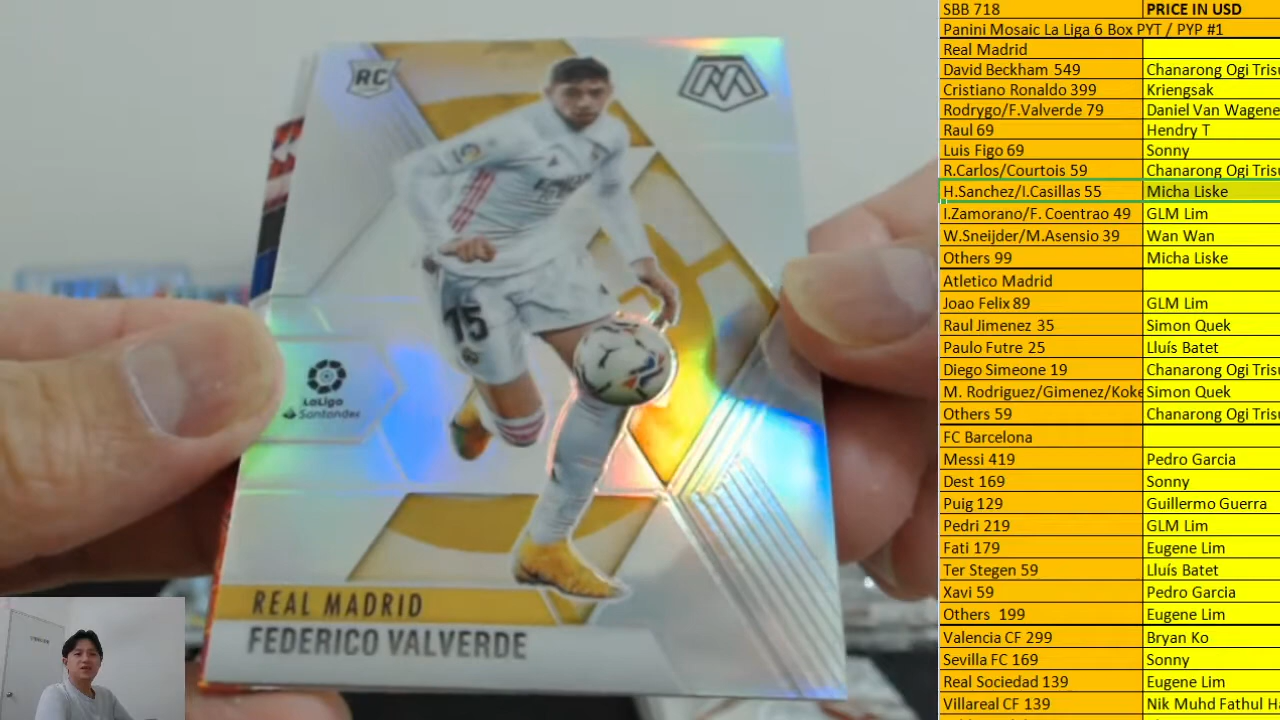 RC
LaLiga
Santander
15
REAL MADRID
FEDERICO VALVERDE
SBB 718 PRICE IN USD
Panini Mosaic La Liga 6 Box PYT / PYP #1
Real Madrid
David Beckham 549 Chanarong Ogi Trisu
Cristiano Ronaldo 399 Kriengsak
Rodrygo/F.Valverde 79 Daniel Van Wagene
Raul 69 Hendry T
Luis Figo 69 Sonny
R.Carlos/Courtois 59 Chanarong Ogi Trisu
H.Sanchez/I.Casillas 55 Micha Liske
I.Zamorano/F. Coentrao 49 GLM Lim
W.Sneijder/M.Asensio 39 Wan Wan
Others 99 Micha Liske
Atletico Madrid
Joao Felix 89 GLM Lim
Raul Jimenez 35 Simon Quek
Paulo Futre 25 Lluís Batet
Diego Simeone 19 Chanarong Ogi Trisu
M. Rodriguez/Gimenez/Koke Simon Quek
Others 59 Chanarong Ogi Trisu
FC Barcelona
Messi 419 Pedro Garcia
Dest 169 Sonny
Puig 129 Guillermo Guerra
Pedri 219 GLM Lim
Fati 179 Eugene Lim
Ter Stegen 59 Lluís Batet
Xavi 59 Pedro Garcia
Others 199 Eugene Lim
Valencia CF 299 Bryan Ko
Sevilla FC 169 Sonny
Real Sociedad 139 Eugene Lim
Villareal CF 139 Nik Muhd Fathul Ha